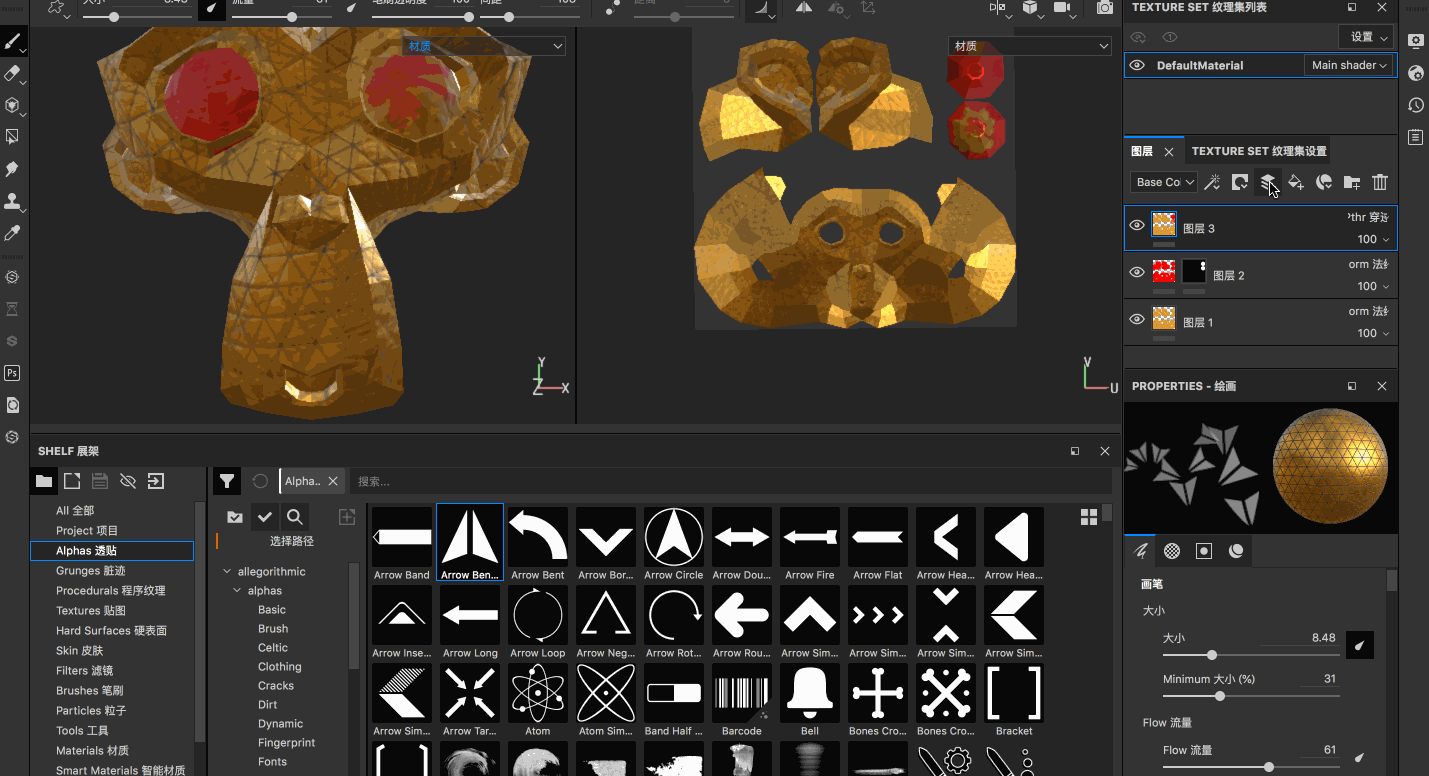 大小
8.48
流量
61
笔刷透明度
100
间距
距离
材质
材质
Y
Z
X
V
U
TEXTURE SET 纹理集列表
设置
DefaultMaterial
Main shader
图层
TEXTURE SET 纹理集设置
Base Co
图层 3
100
图层 2
orm 法
100
图层 1
orm 法
100
PROPERTIES - 绘画
画笔
大小
大小
8.48
Minimum 大小 (%)
31
Flow 流量
Flow 流量
61
Ps
SHELF 展架
Alpha..
搜索...
All 全部
Project 项目
Alphas 透贴
Grunges 脏迹
Procedurals 程序纹理
Textures 贴图
Hard Surfaces 硬表面
Skin 皮肤
Filters 滤镜
Brushes 笔刷
Particles 粒子
Tools 工具
Materials 材质
Smart Materials 智能材质
选择路径
allegorithmic
alphas
Basic
Brush
Celtic
Clothing
Cracks
Dirt
Dynamic
Fingerprint
Fonts
Arrow Band
Arrow Ben...
Arrow Bent
Arrow Bor...
Arrow Circle
Arrow Dou...
Arrow Fire
Arrow Flat
Arrow Hea...
Arrow Hea...
Arrow Inse...
Arrow Long
Arrow Loop
Arrow Neg...
Arrow Rot...
Arrow Rou...
Arrow Sim...
Arrow Sim...
Arrow Sim...
Arrow Sim...
Arrow Sim...
Arrow Tar...
Atom
Atom Sim...
Band Half ...
Barcode
Bell
Bones Cro...
Bones Cro...
Bracket